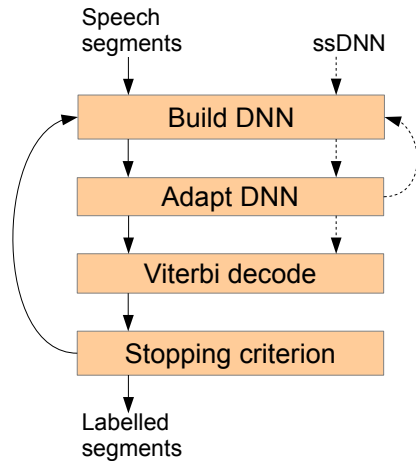 Speech
segments
ssDNN
Build DNN
Adapt DNN
Viterbi decode
Stopping criterion
Labelled
segments